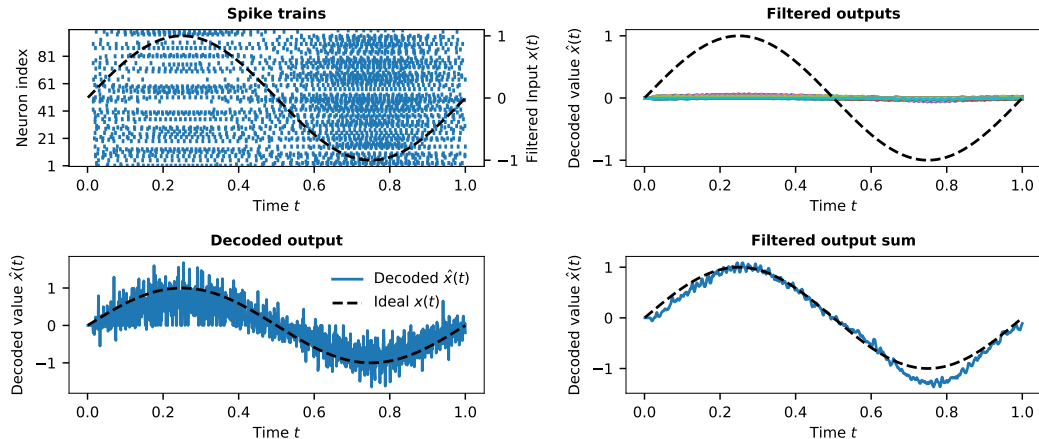 Spike trains
Neuron index
81
61
41
21
1
1
0
−1
Filtered Input x(t)
0.0 0.2 0.4 0.6 0.8 1.0
Time t
Filtered outputs
Decoded value x̂(t)
1
0
−1
0.0 0.2 0.4 0.6 0.8 1.0
Time t
Decoded output
Decoded value x̂(t)
1
0
−1
Decoded x̂(t)
Ideal x(t)
0.0 0.2 0.4 0.6 0.8 1.0
Time t
Filtered output sum
Decoded value x̂(t)
1
0
−1
0.0 0.2 0.4 0.6 0.8 1.0
Time t